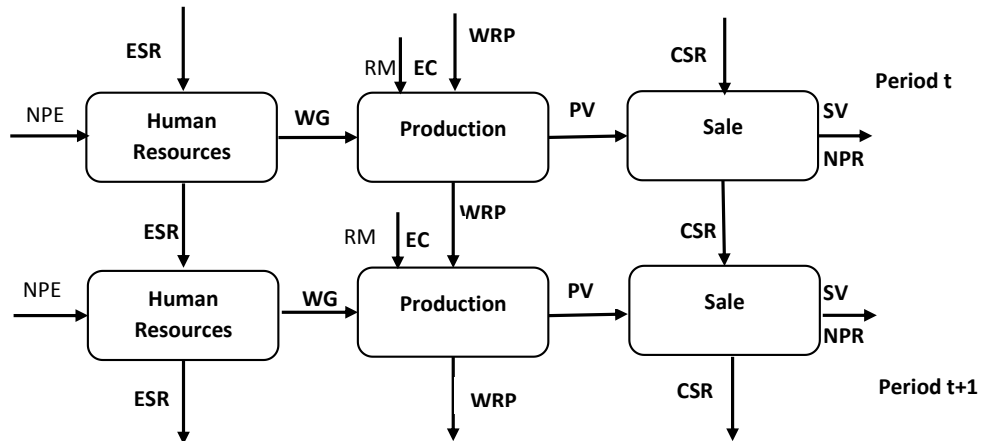 ESR
WRP
RM EC
CSR
Period t
NPE
Human
Resources
WG
Production
PV
Sale
SV
NPR
ESR
WRP
RM EC
CSR
NPE
Human
Resources
WG
Production
PV
Sale
SV
NPR
ESR
WRP
CSR
Period t+1